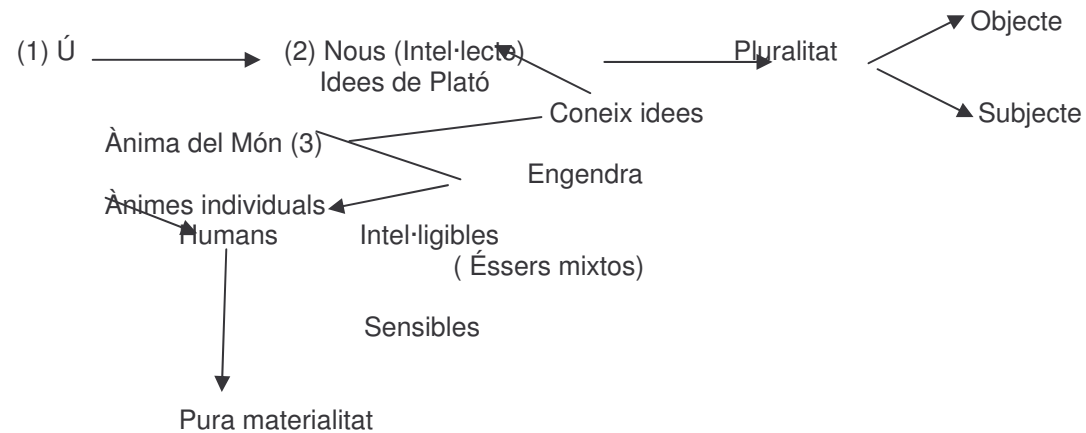 Objecte
(1) Ú
(2) Nous (Intel·lecte)
Pluralitat
Idees de Plató
Coneix idees
Subjecte
Ànima del Món (3)
Engendra
Ànimes individuals
Humans
Intel·ligibles
( Éssers mixtos)
Sensibles
Pura materialitat